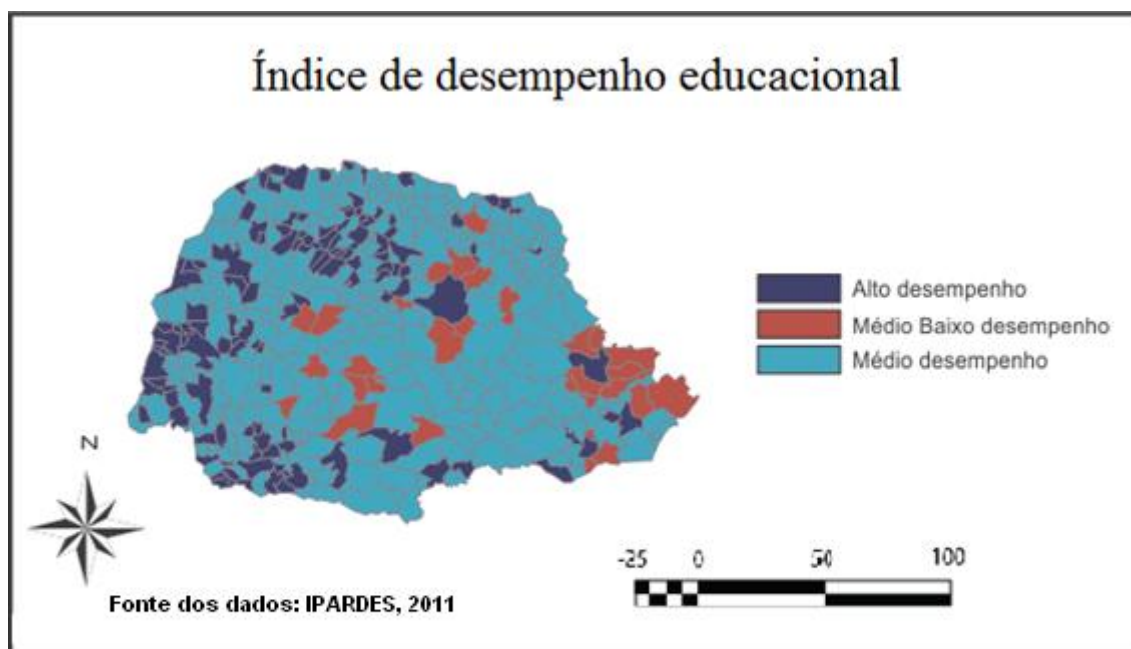 Índice de desempenho educacional
Alto desempenho
Médio Baixo desempenho
Médio desempenho
N
-25 0 50 100
Fonte dos dados: IPARDES, 2011